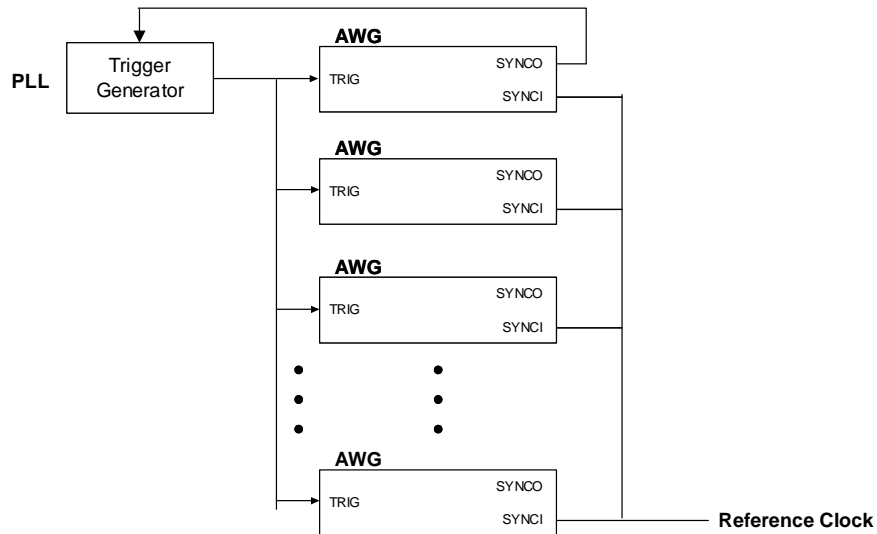 AWG
SYNCO
Trigger
Generator
PLL
TRIG
SYNCI
AWG
SYNCO
TRIG
SYNCI
AWG
SYNCO
TRIG
SYNCI
AWG
SYNCO
TRIG
SYNCI
Reference Clock